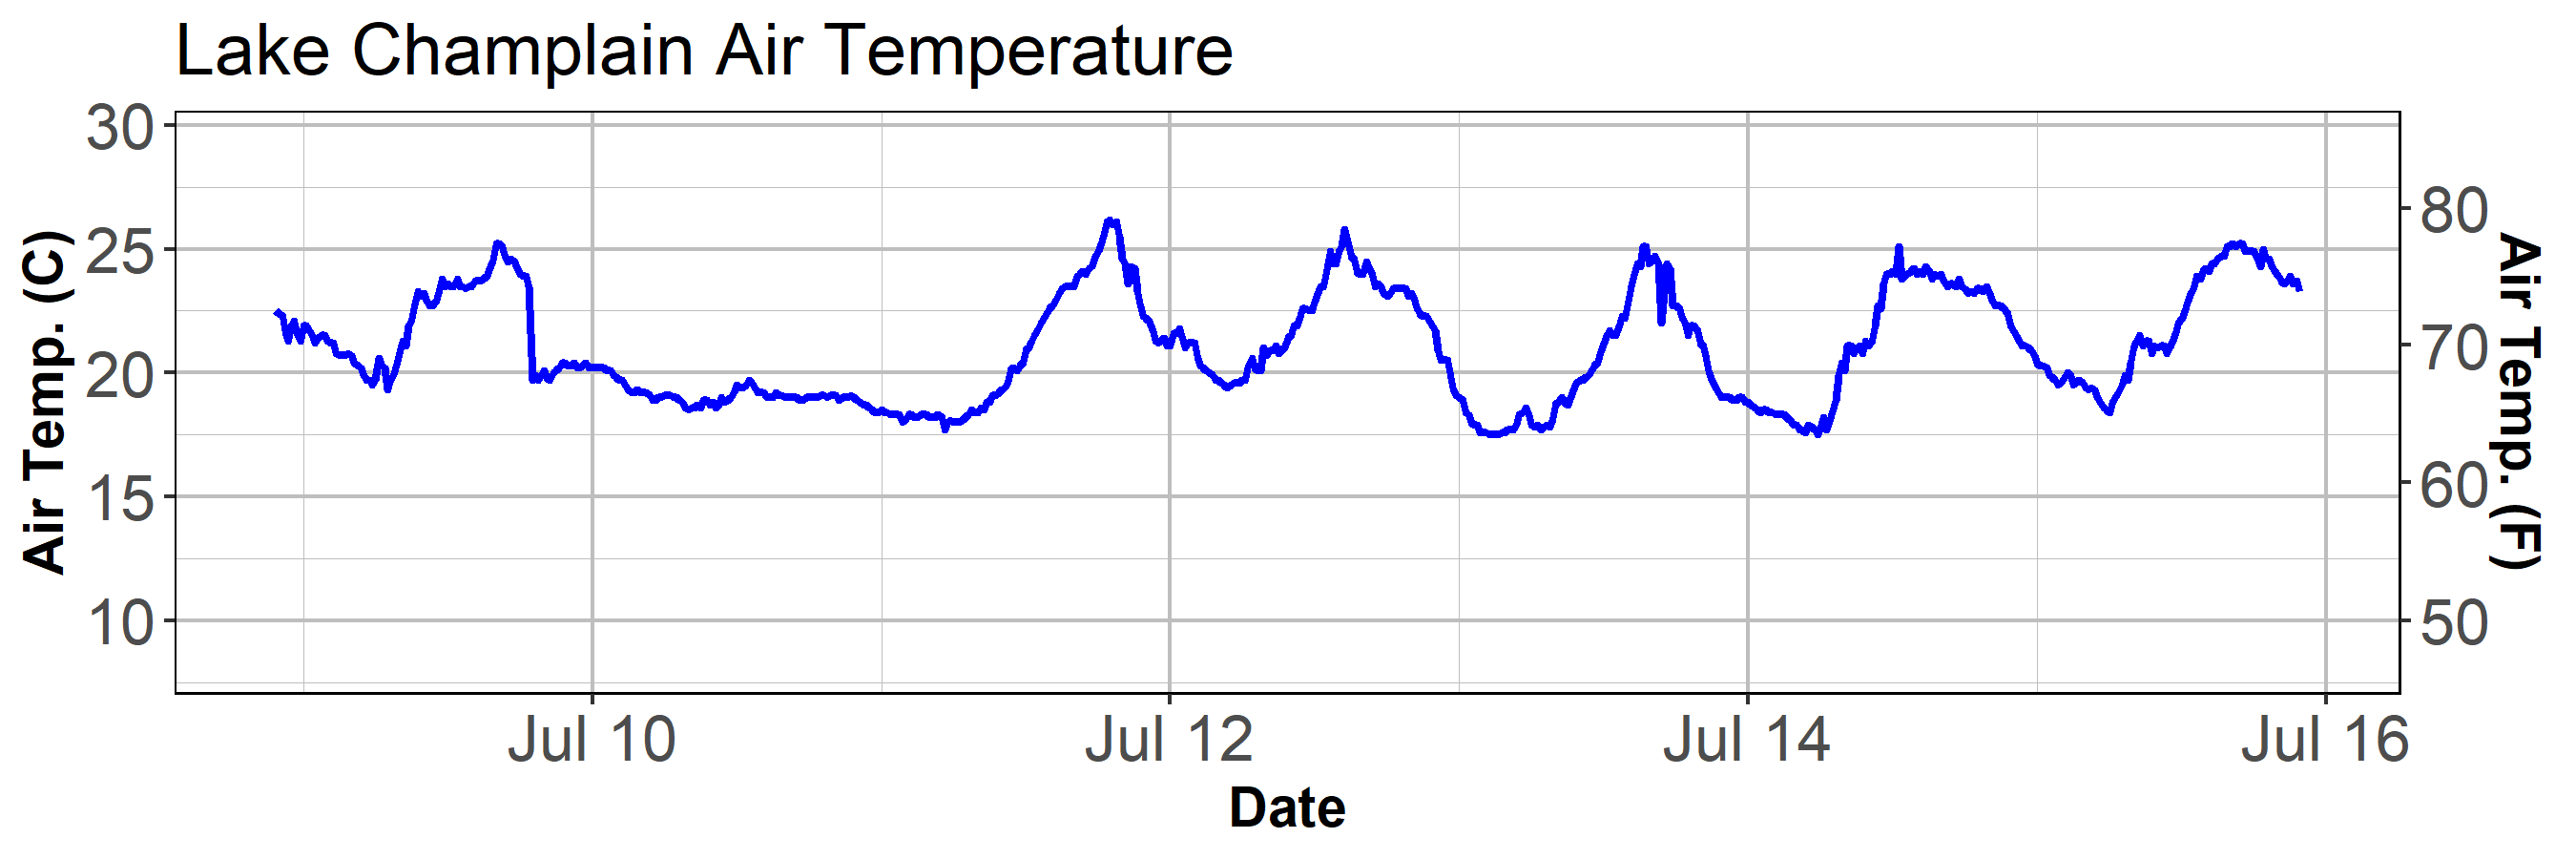 Lake Champlain Air Temperature
Air Temp. (C)
30
25
20
15
10
80
70
60
50
Air Temp. (F)
Jul 10
Jul 12
Jul 14
Jul 16
Date